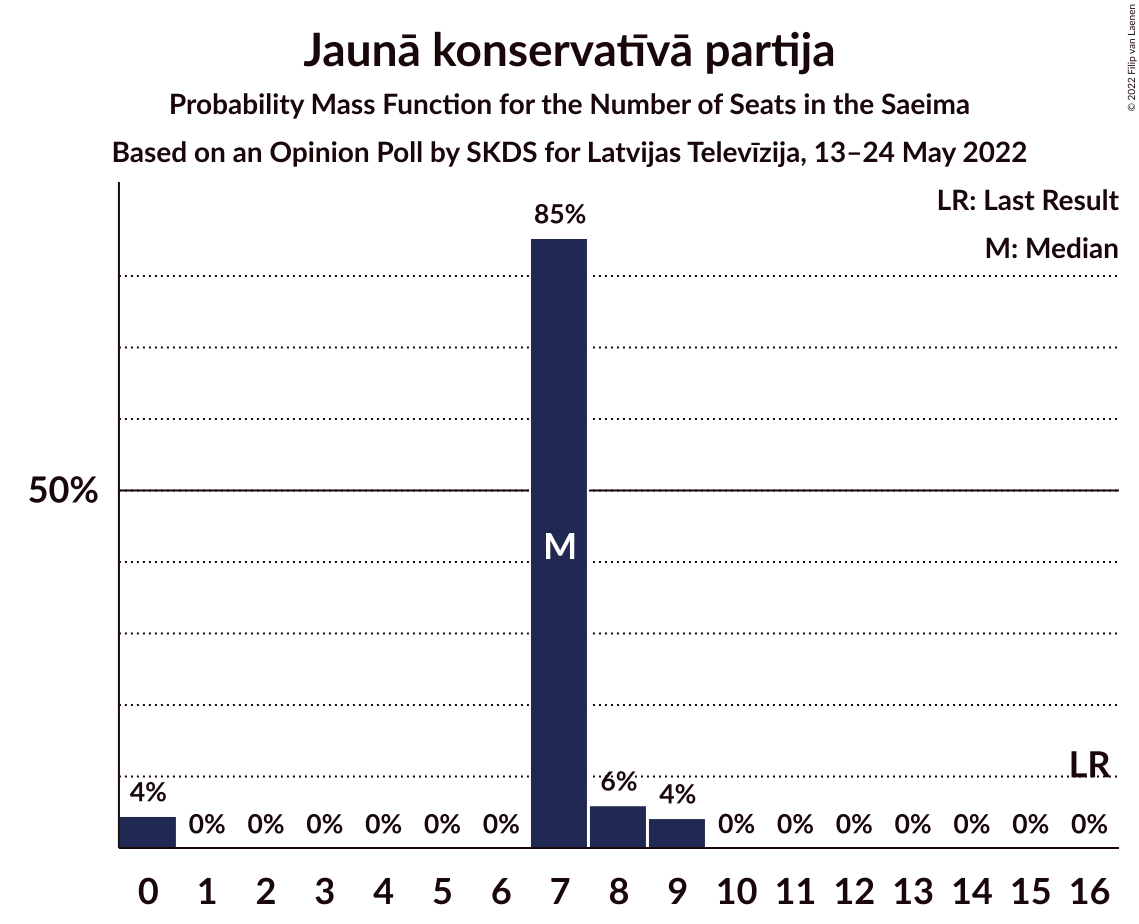 Jaunā konservatīvā partija
Probability Mass Function for the Number of Seats in the Saeima
Based on an Opinion Poll by SKDS for Latvijas Televīzija, 13–24 May 2022
© 2022 Filip van Laenen
LR: Last Result
M: Median
85%
50%
M
LR
4% 0% 0% 0% 0% 0% 0% 6% 4% 0% 0% 0% 0% 0% 0% 0%
0 1 2 3 4 5 6 7 8 9 10 11 12 13 14 15 16